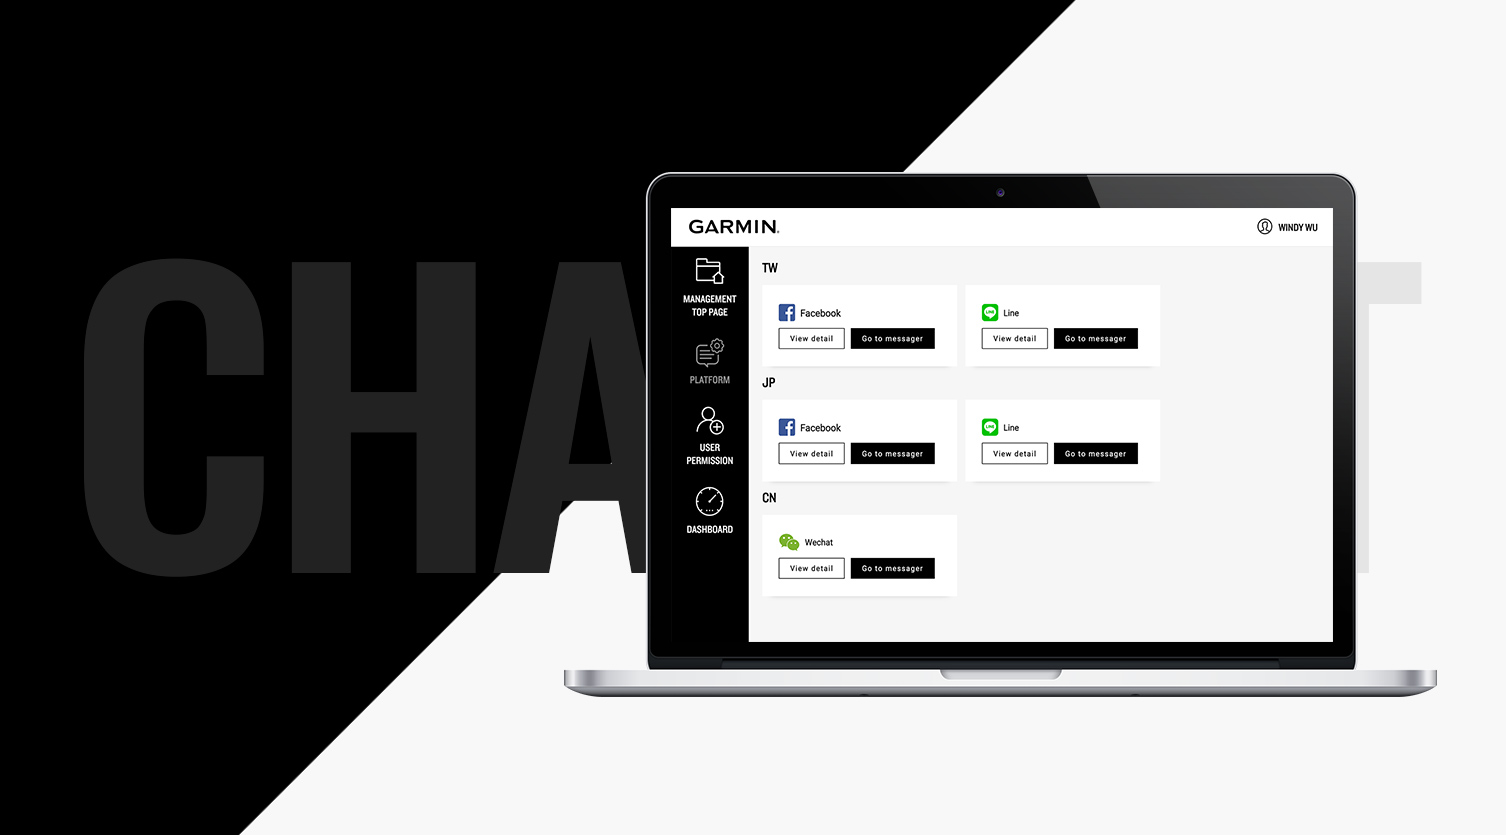 CHAT
GARMIN
WINDY WU
MANAGEMENT
TOP PAGE
PLATFORM
USER
PERMISSION
DASHBOARD
TW
Facebook
View detail Go to messager
Line
View detail Go to messager
JP
Facebook
View detail Go to messager
Line
View detail Go to messager
CN
Wechat
View detail Go to messager